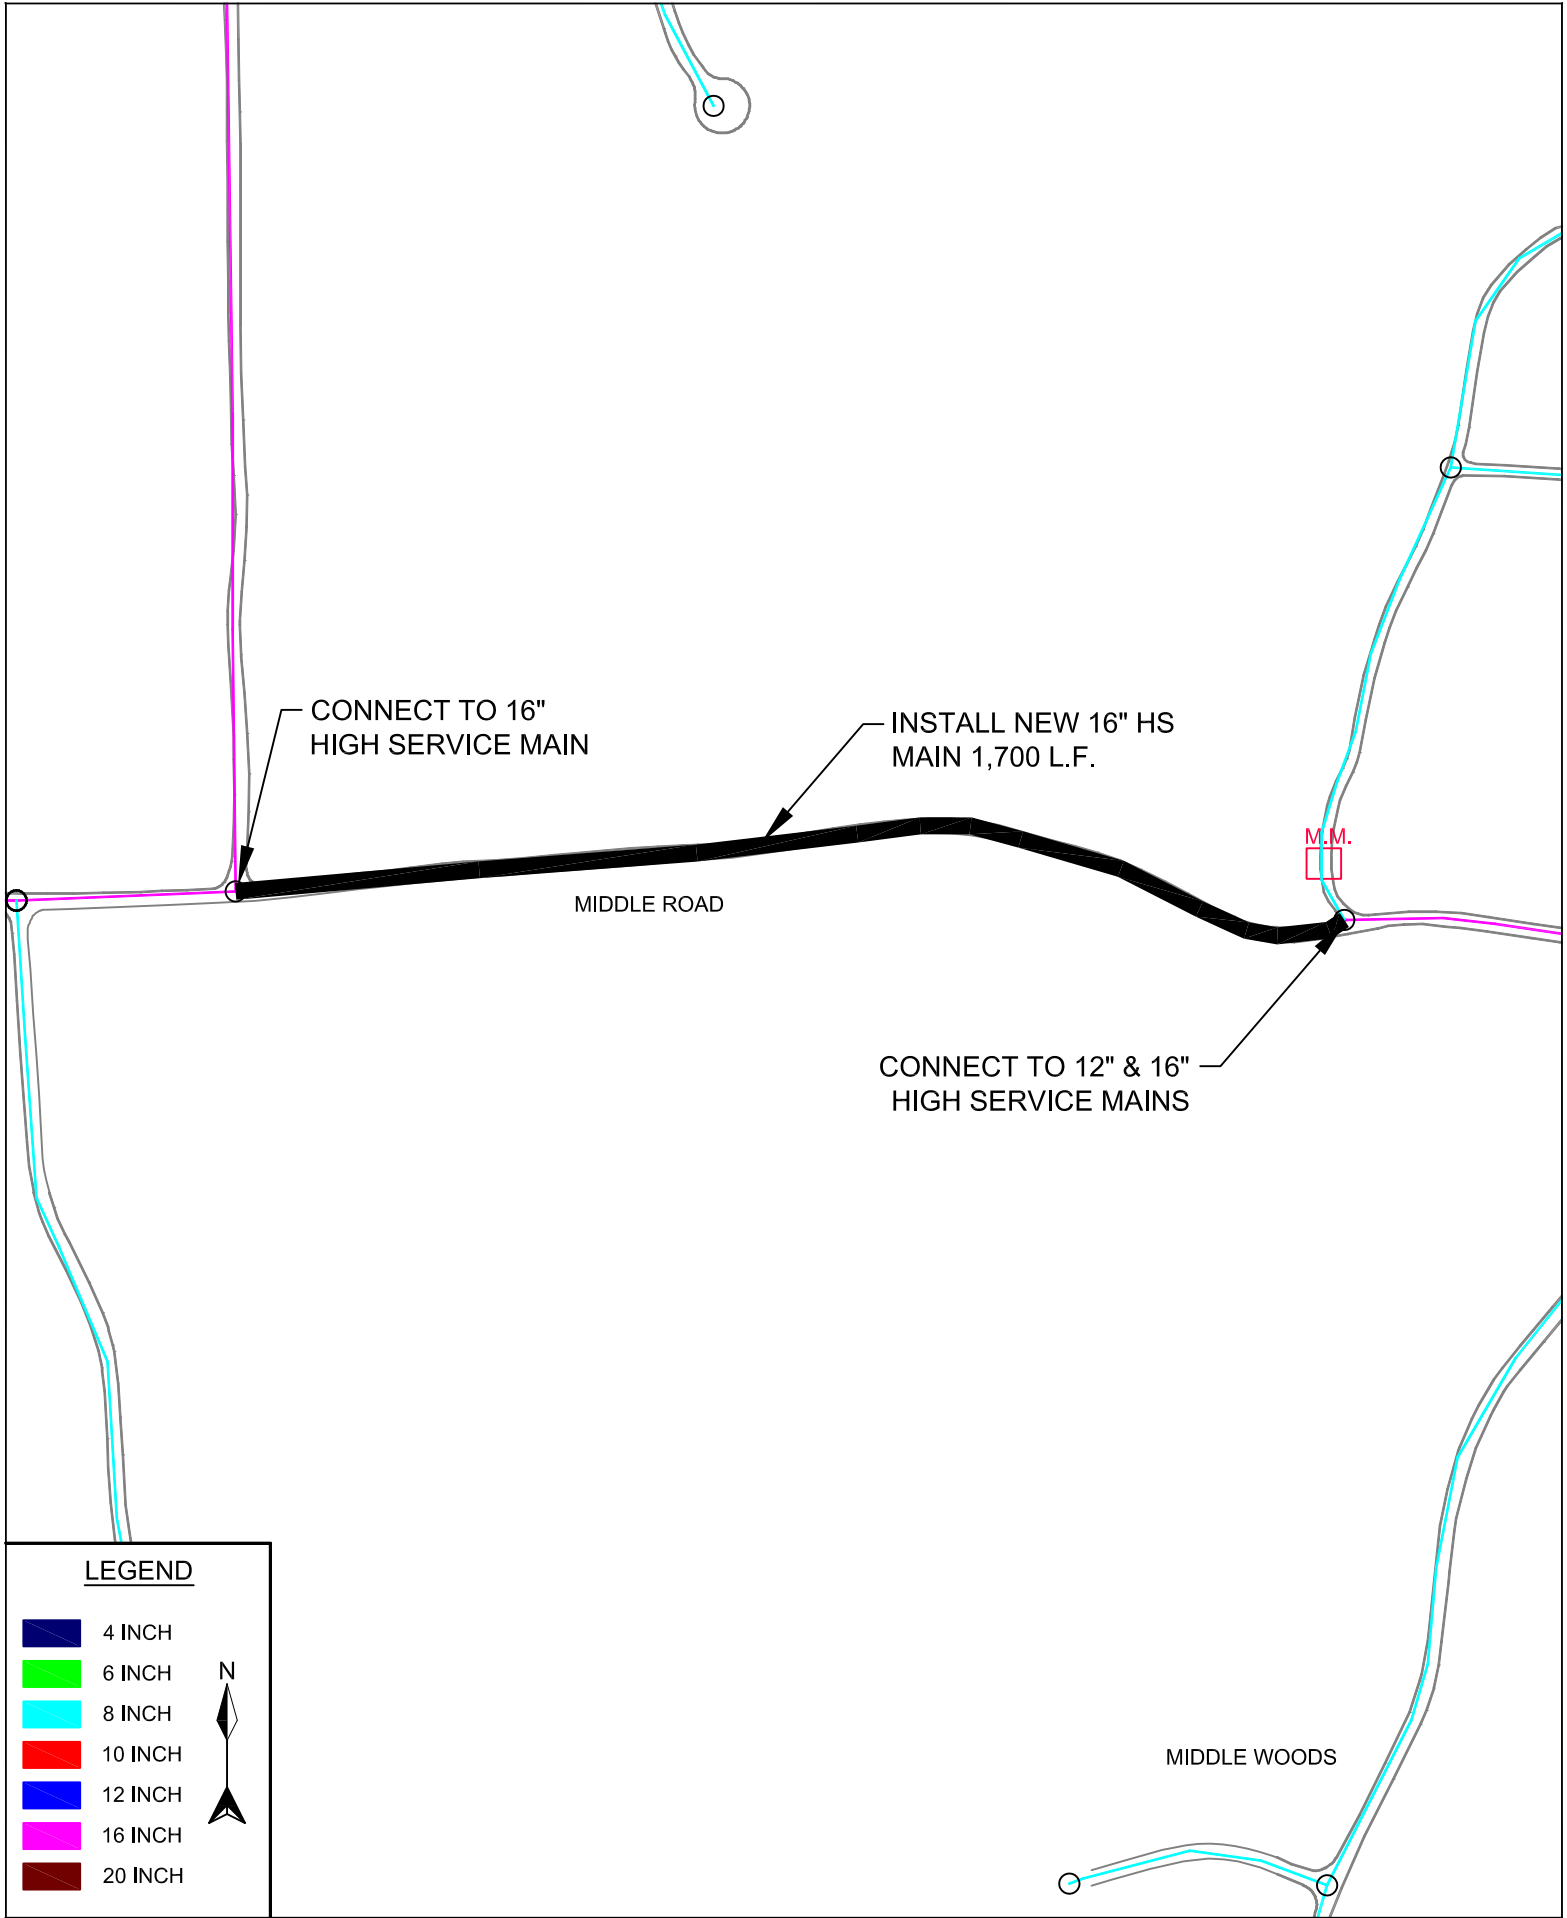 CONNECT TO 16"
HIGH SERVICE MAIN
INSTALL NEW 16" HS
MAIN 1,700 L.F.
M.M.
MIDDLE ROAD
CONNECT TO 12" & 16"
HIGH SERVICE MAINS
LEGEND
4 INCH
6 INCH
8 INCH
10 INCH
12 INCH
16 INCH
20 INCH
N
MIDDLE WOODS